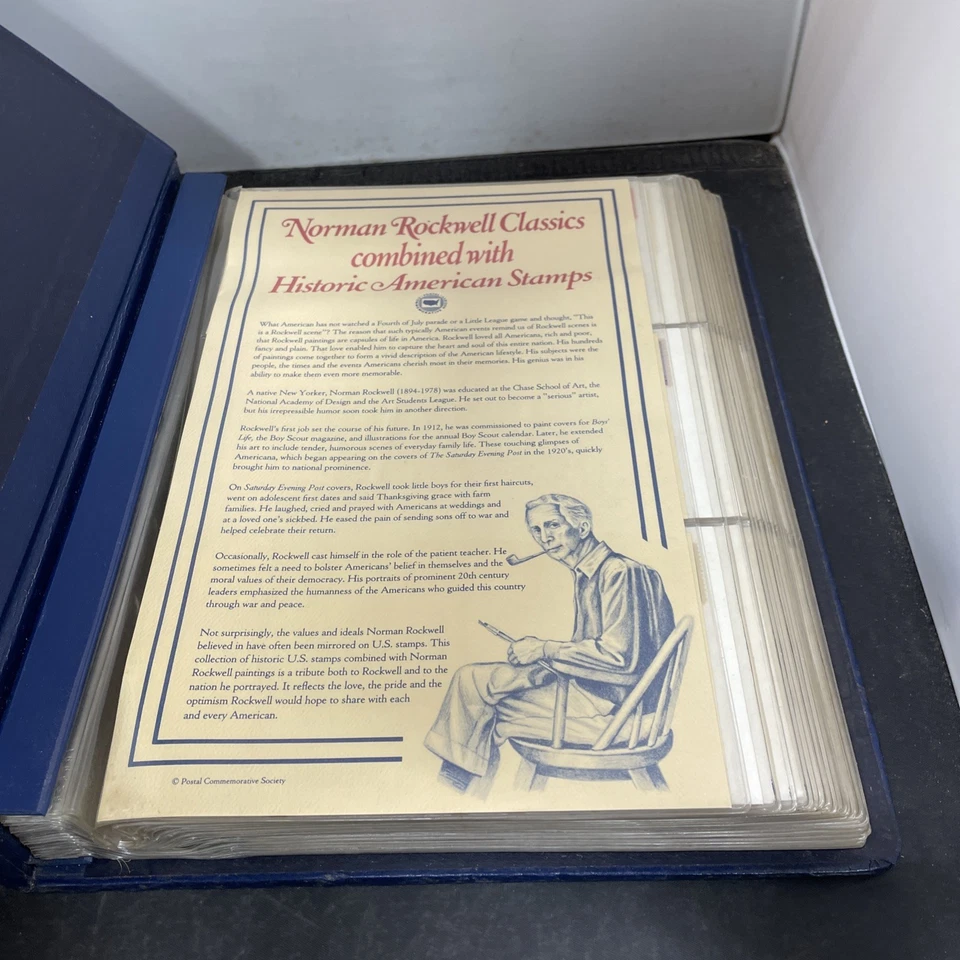 Norman Rockwell Classics
combined with
Historic American Stamps
What American has not watched a Fourth of July parade or a Little League game and thought, "This
is a Rockwell scene"? The reason that such typically American events remind us of Rockwell scenes is
that Rockwell paintings are capsules of life in America. Rockwell loved all Americans, rich and poor,
fancy and plain. That love enabled him to capture the heart and soul of this entire nation. His hundreds
of paintings come together to form a vivid description of the American lifestyle. His subjects were the
people, the times and the events Americans cherish most in their memories. His genius was in his
ability to make them even more memorable.
A native New Yorker, Norman Rockwell (1894-1978) was educated at the Chase School of Art, the
National Academy of Design and the Art Students League. He set out to become a "serious" artist,
but his irrepressible humor soon took him in another direction.
Rockwell's first job set the course of his future. In 1912, he was commissioned to paint covers for Boys'
Life, the Boy Scout magazine, and illustrations for the annual Boy Scout calendar. Later, he extended
his art to include tender, humorous scenes of everyday family life. These touching glimpses of
Americana, which began appearing on the covers of The Saturday Evening Post in the 1920's, quickly
brought him to national prominence.
On Saturday Evening Post covers, Rockwell took little boys for their first haircuts,
went on adolescent first dates and said Thanksgiving grace with farm
families. He laughed, cried and prayed with Americans at weddings and
at a loved one's sickbed. He eased the pain of sending sons off to war and
helped celebrate their return.
Occasionally, Rockwell cast himself in the role of the patient teacher. He
sometimes felt a need to bolster Americans' belief in themselves and the
moral values of their democracy. His portraits of prominent 20th century
leaders emphasized the humanness of the Americans who guided this country
through war and peace.
Not surprisingly, the values and ideals Norman Rockwell
believed in have often been mirrored on U.S. stamps. This
collection of historic U.S. stamps combined with Norman
Rockwell paintings is a tribute both to Rockwell and to the
nation he portrayed. It reflects the love, the pride and the
optimism Rockwell would hope to share with each
and every American.
© Postal Commemorative Society